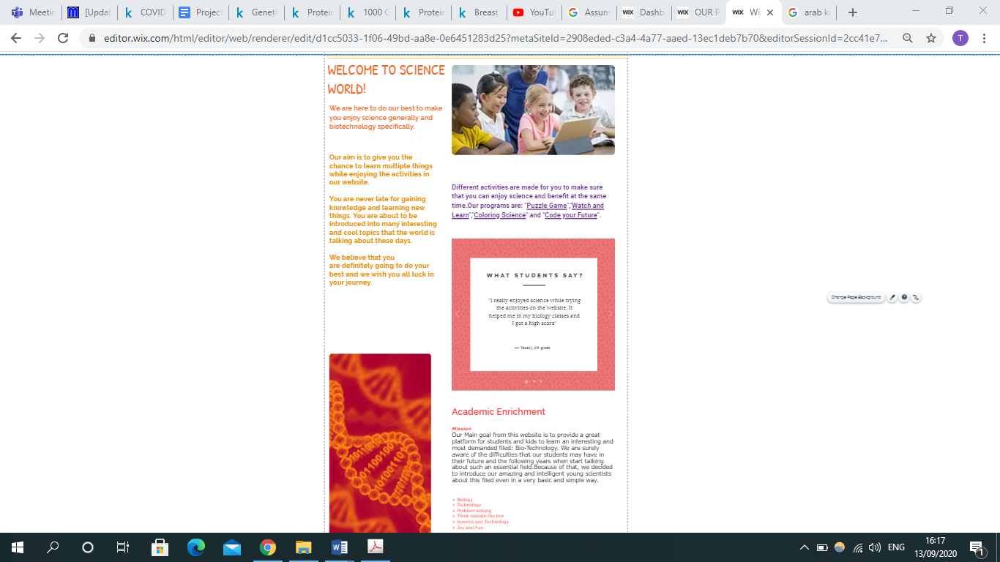 Meetin
[Updat
COVID
Project
Geneti
Protein
1000 G
Protein
Breast
YouTu
Assum
WIX Dashb
WIX OUR P
WIX Wi
arab k
editor.wix.com/html/editor/web/renderer/edit/d1cc5033-1f06-49bd-aa8e-0e6451283d25?metaSiteId=2908eded-c3a4-4a77-aaed-13ec1deb7b70&editorSessionId=2cc41e7...
T
WELCOME TO SCIENCE
WORLD!
We are here to do our best to make
you enjoy science generally and
biotechnology specifically.
Our aim is to give you the
chance to learn multiple things
while enjoying the activities in
our website.
You are never late for gaining
knowledge and learning new
things. You are about to be
introduced into many interesting
and cool topics that the world is
talking about these days.
We believe that you
are definitely going to do your
best and we wish you all luck in
your journey.
Different activities are made for you to make sure
that you can enjoy science and benefit at the same
time.Our programs are: "Puzzle Game","Watch and
Learn","Coloring Science" and "Code your Future".
WHAT STUDENTS SAY?
"I really enjoyed science while trying
the activities on the website. It
helped me in my biology classes and
I got a high score"
— Yousef, 6th grade
Change Page Background
Academic Enrichment
Mission
Our Main goal from this website is to provide a great
platform for students and kids to learn an interesting and
most demanded filed: Bio-Technology. We are surely
aware of the difficulties that our students may have in
their future and the following years when start talking
about such an essential field.Because of that, we decided
to introduce our amazing and intelligent young scientists
about this filed even in a very basic and simple way.
+ Biology
+ Technology
+ Problem solving
+ Think outside the box
+ Science and Technology
+ Joy and Fun
ENG
16:17
13/09/2020
1